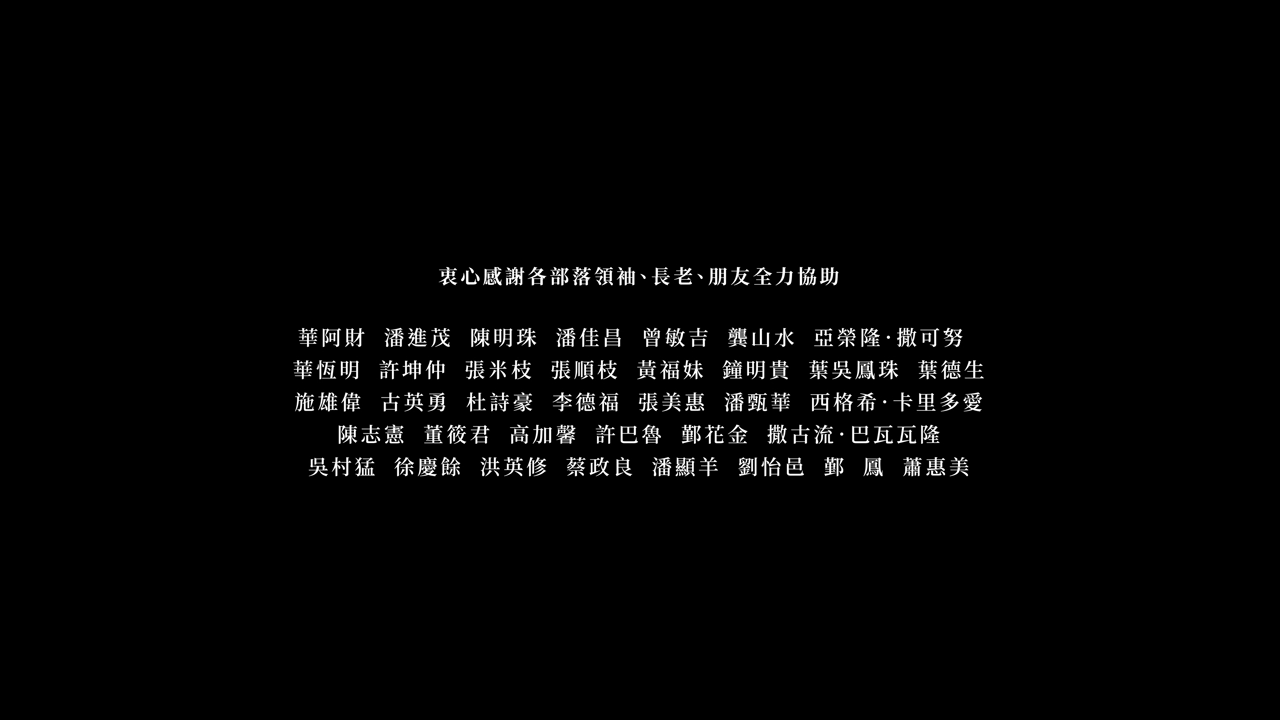 衷心感謝各部落領袖、長老、朋友全力協助
華阿財 潘進茂 陳明珠 潘佳昌 曾敏吉 龔山水 亞榮隆·撒可努
華恆明 許坤仲 張米枝 張順枝 黃福妹 鐘明貴 葉吳鳳珠 葉德生
施雄偉 古英勇 杜詩豪 李德福 張美惠 潘甄華 西格希·卡里多愛
陳志憲 董筱君 高加馨 許巴魯 鄞花金 撒古流·巴瓦瓦隆
吳村猛 徐慶餘 洪英修 蔡政良 潘顯羊 劉怡邑 鄞 鳳 蕭惠美